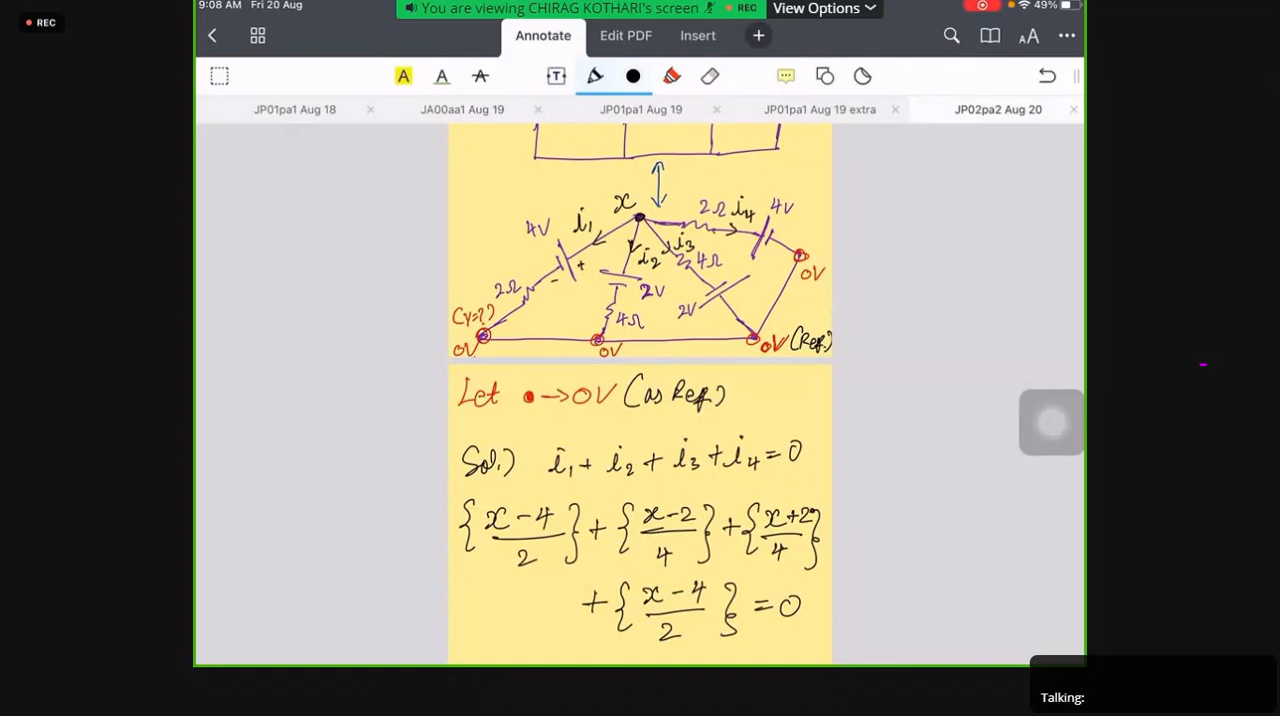 9:08 AM Fri 20 Aug
You are viewing CHIRAG KOTHARI's screen REC View Options
49%
REC
Annotate Edit PDF Insert +
AA
A A A T
JP01pa1 Aug 18 × JA00aa1 Aug 19 × JP01pa1 Aug 19 × JP01pa1 Aug 19 extra × JP02pa2 Aug 20 ×
x 2Ω i4 4V
4V i1 i3
+ i2 4Ω 0V
- 2V
2Ω 2V
4Ω
Cy=??)
0V 0V 0V (Ref.)
Let • → 0V (as Ref.)
Sol.) i1 + i2 + i3 + i4 = 0
{x-4/2} + {x-2/4} + {x+2/4}
+ {x-4/2} = 0
Talking: